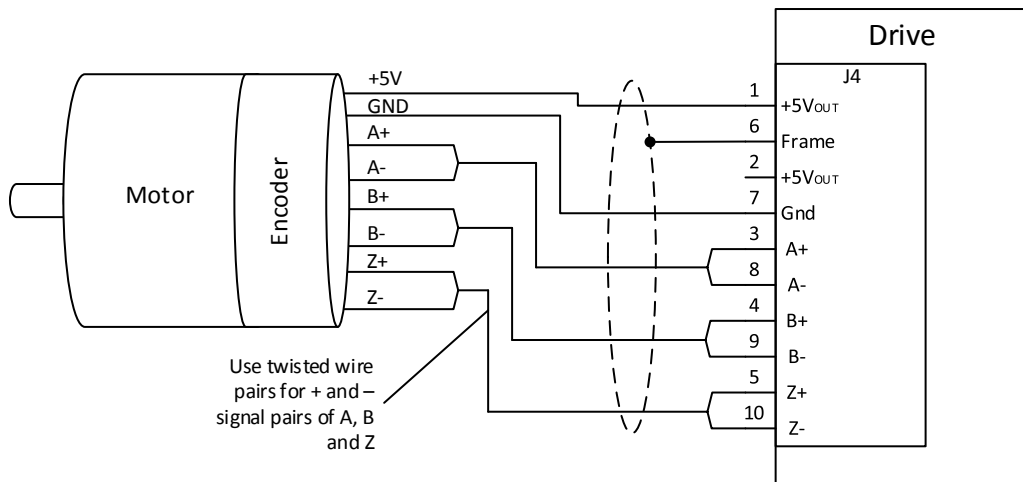 Drive
J4
+5V
GND
A+
A-
B+
B-
Z+
Z-
Motor
Encoder
1
+5VOUT
6
Frame
2
+5VOUT
7
Gnd
3
A+
8
A-
4
B+
9
B-
5
Z+
10
Z-
Use twisted wire
pairs for + and –
signal pairs of A, B
and Z